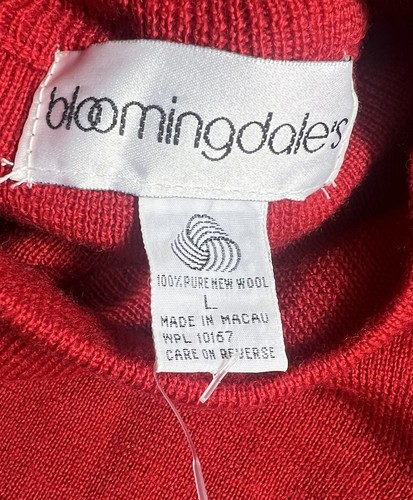 bloomingdale's
100% PURE NEW WOOL
L
MADE IN MACAU
WPL 10167
CARE ON REVERSE